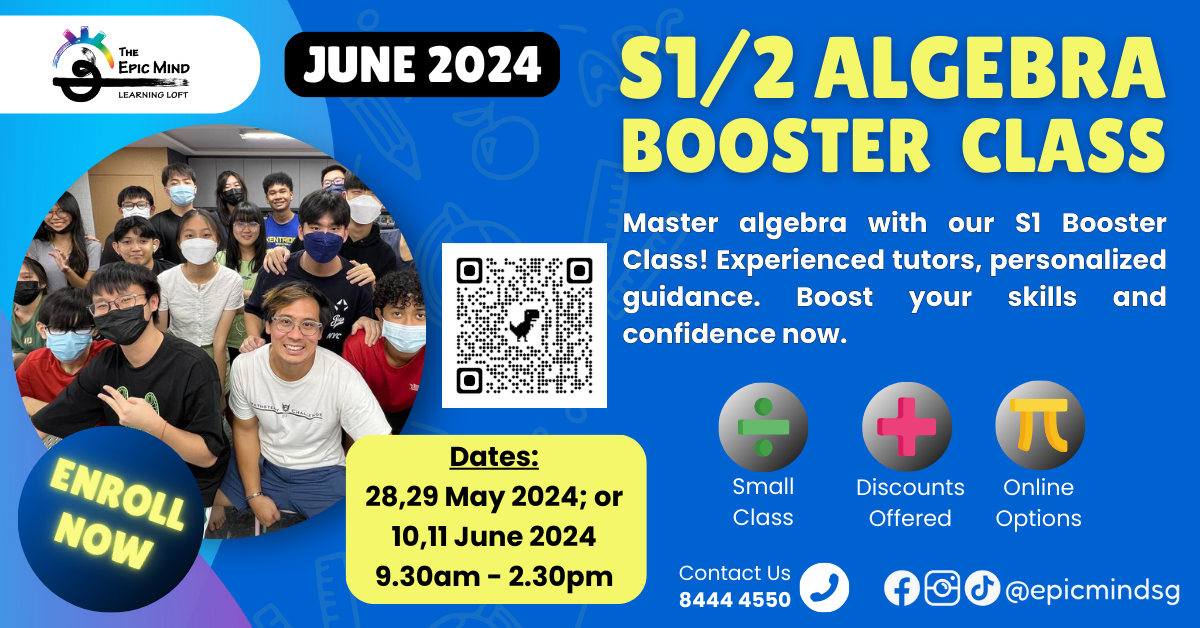 THE
EPIC MIND
LEARNING LOFT
JUNE 2024
S1/2 ALGEBRA
BOOSTER CLASS
Master algebra with our S1 Booster
Class! Experienced tutors, personalized
guidance. Boost your skills and
confidence now.
Dates:
28,29 May 2024; or
10,11 June 2024
9.30am - 2.30pm
ENROLL
NOW
Small
Class
Discounts
Offered
Online
Options
Contact Us
8444 4550
@epicmindsg